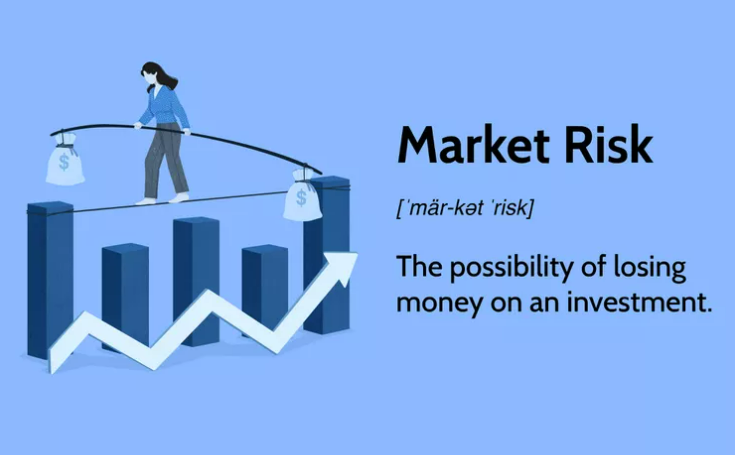 $
$
Market Risk
[ˈmär-kət ˈrisk]
The possibility of losing
money on an investment.